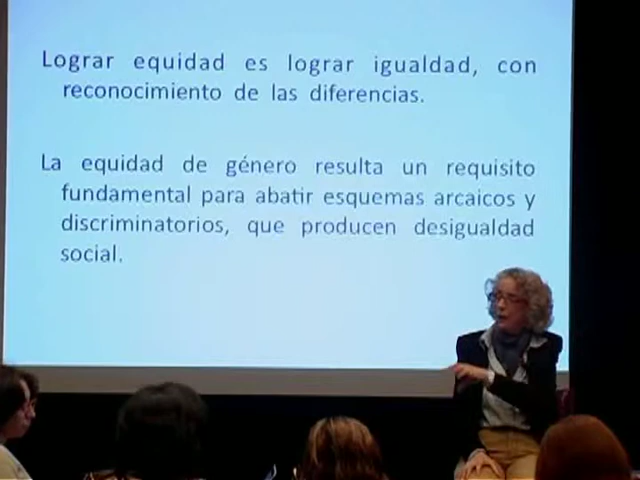 Lograr equidad es lograr igualdad, con
reconocimiento de las diferencias.
La equidad de género resulta un requisito
fundamental para abatir esquemas arcaicos y
discriminatorios, que producen desigualdad
social.